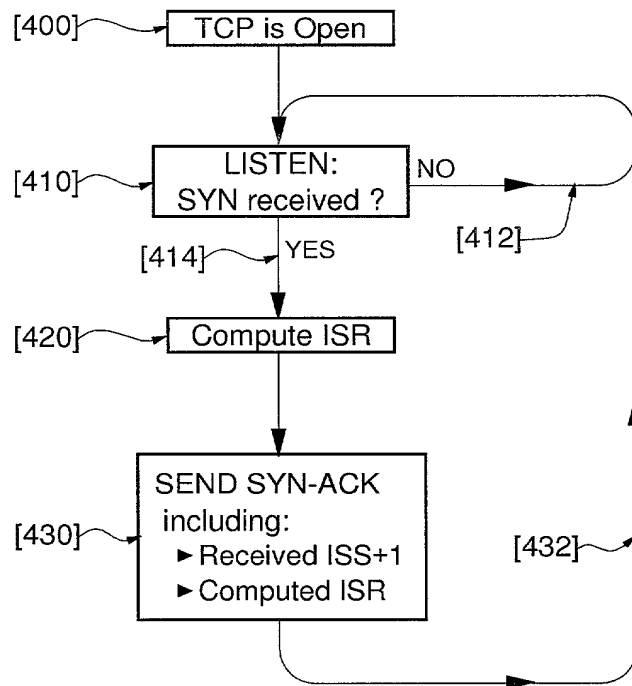 [400]
TCP is Open
[410]
LISTEN:
SYN received ?
NO
[412]
[414]
YES
[420]
Compute ISR
[430]
SEND SYN-ACK
including:
► Received ISS+1
► Computed ISR
[432]